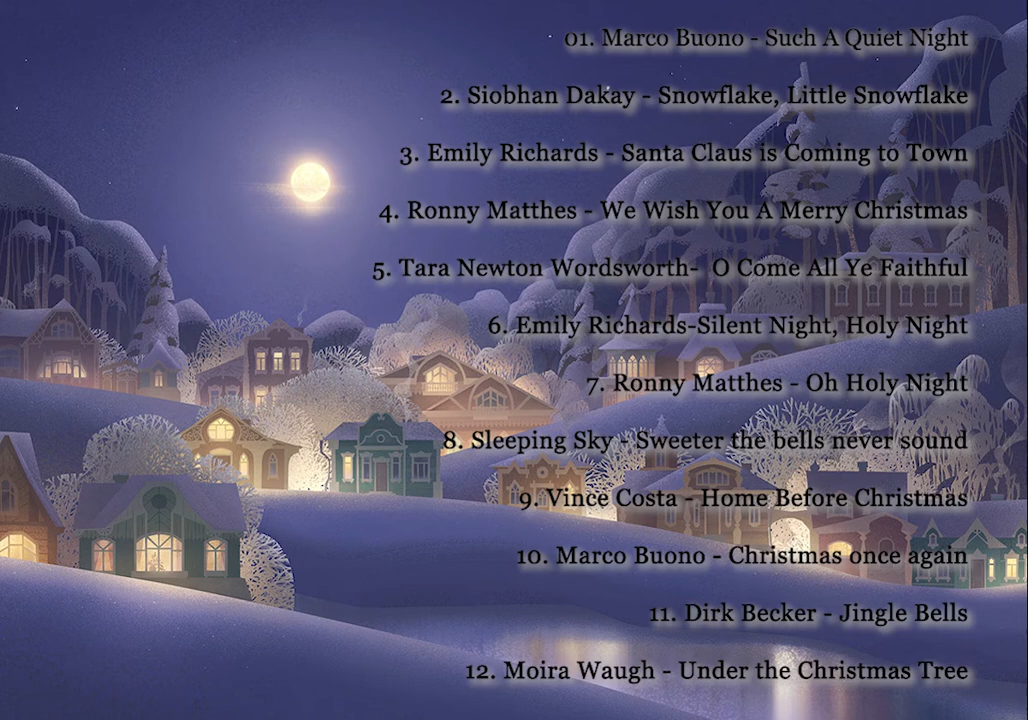 01. Marco Buono - Such A Quiet Night
2. Siobhan Dakay - Snowflake, Little Snowflake
3. Emily Richards - Santa Claus is Coming to Town
4. Ronny Matthes - We Wish You A Merry Christmas
5. Tara Newton Wordsworth-  O Come All Ye Faithful
6. Emily Richards-Silent Night, Holy Night
7. Ronny Matthes - Oh Holy Night
8. Sleeping Sky - Sweeter the bells never sound
9. Vince Costa - Home Before Christmas
10. Marco Buono - Christmas once again
11. Dirk Becker - Jingle Bells
12. Moira Waugh - Under the Christmas Tree